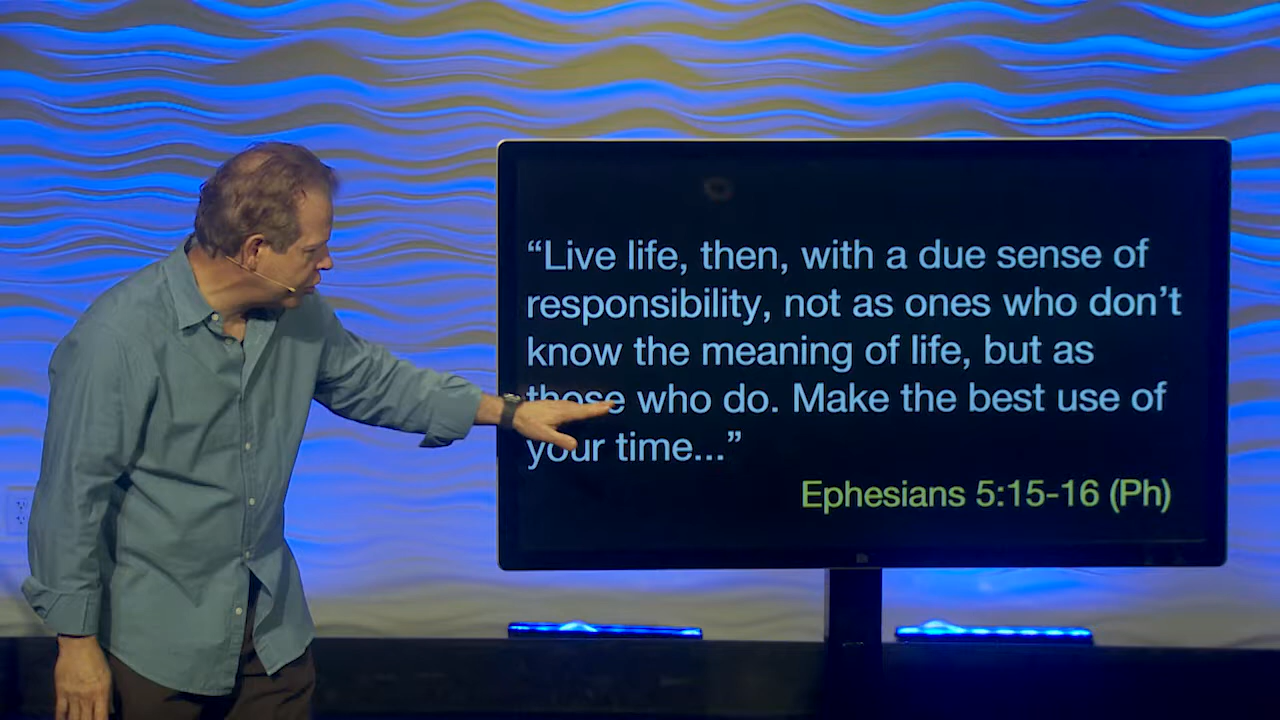 “Live life, then, with a due sense of
responsibility, not as ones who don’t
know the meaning of life, but as
those who do. Make the best use of
your time...”
Ephesians 5:15-16 (Ph)